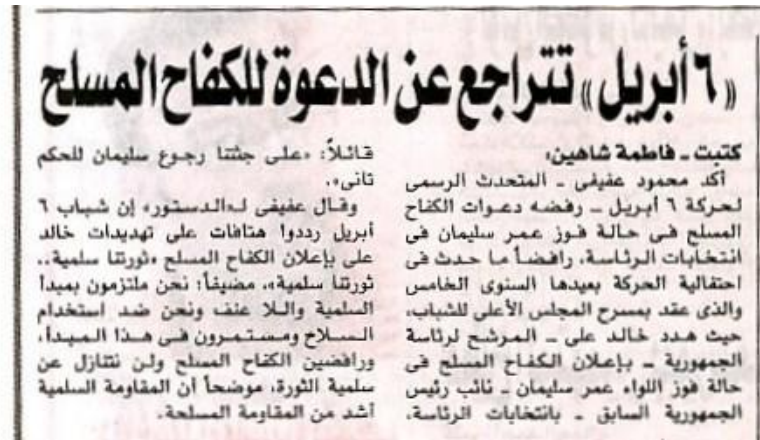 «٦ أبريل» تتراجع عن الدعوة للكفاح المسلح
كتبت ـ فاطمة شاهين:
أكد محمود عفيفى ـ المتحدث الرسمى
لحركة ٦ أبريل ـ رفضه دعوات الكفاح
المسلح فى حالة فوز عمر سليمان فى
انتخابات الرئاسة، رافضاً ما حدث فى
احتفالية الحركة بعيدها السنوى الخامس
والذى عقد بمسرح المجلس الأعلى للشباب،
حيث هدد خالد على ـ المرشح لرئاسة
الجمهورية ـ بإعلان الكفاح المسلح فى
حالة فوز اللواء عمر سليمان ـ نائب رئيس
الجمهورية السابق ـ بانتخابات الرئاسة،
قائلاً: «على جثتنا رجوع سليمان للحكم
تانى».
وقال عفيفى لـ«الدستور» إن شباب ٦
أبريل رددوا هتافات على تهديدات خالد
على بإعلان الكفاح المسلح «ثورتنا سلمية..
ثورتنا سلمية»، مضيفاً: نحن ملتزمون بمبدأ
السلمية واللا عنف ونحن ضد استخدام
السلاح ومستمرون فى هذا المبدأ،
ورافضين الكفاح المسلح ولن نتنازل عن
سلمية الثورة، موضحاً أن المقاومة السلمية
أشد من المقاومة المسلحة.